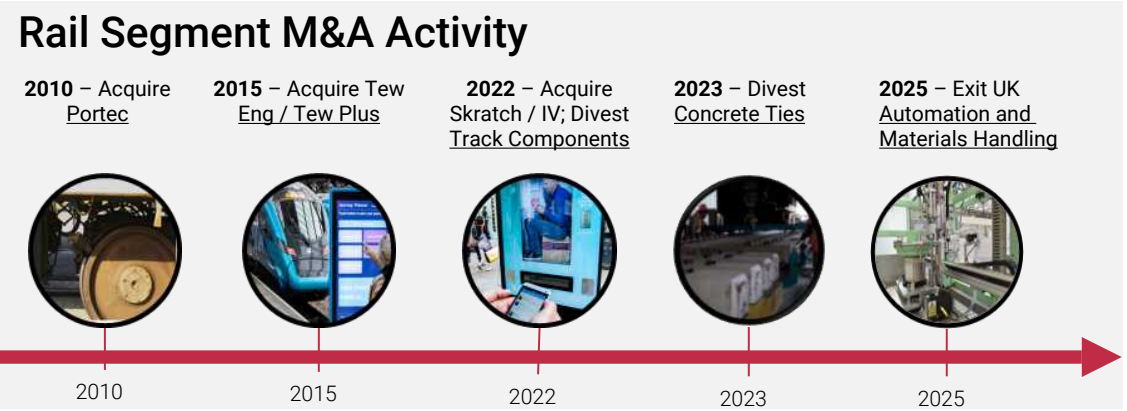 Rail Segment M&A Activity
2010 – Acquire
Portec
2015 – Acquire Tew
Eng / Tew Plus
2022 – Acquire
Skratch / IV; Divest
Track Components
2023 – Divest
Concrete Ties
2025 – Exit UK
Automation and
Materials Handling
2010
2015
2022
2023
2025